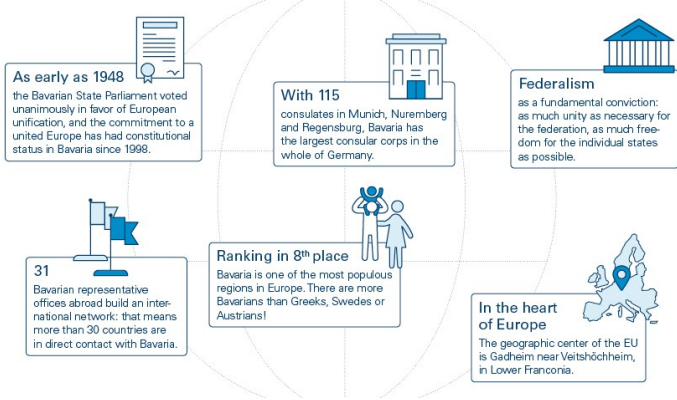 As early as 1948
the Bavarian State Parliament voted
unanimously in favor of European
unification, and the commitment to a
united Europe has had constitutional
status in Bavaria since 1998.
With 115
consulates in Munich, Nuremberg
and Regensburg, Bavaria has
the largest consular corps in the
whole of Germany.
Federalism
as a fundamental conviction:
as much unity as necessary for
the federation, as much free-
dom for the individual states
as possible.
31
Bavarian representative
offices abroad build an inter-
national network: that means
more than 30 countries are
in direct contact with Bavaria.
Ranking in 8th place
Bavaria is one of the most populous
regions in Europe. There are more
Bavarians than Greeks, Swedes or
Austrians!
In the heart
of Europe
The geographic center of the EU
is Gadheim near Veitshöchheim,
in Lower Franconia.